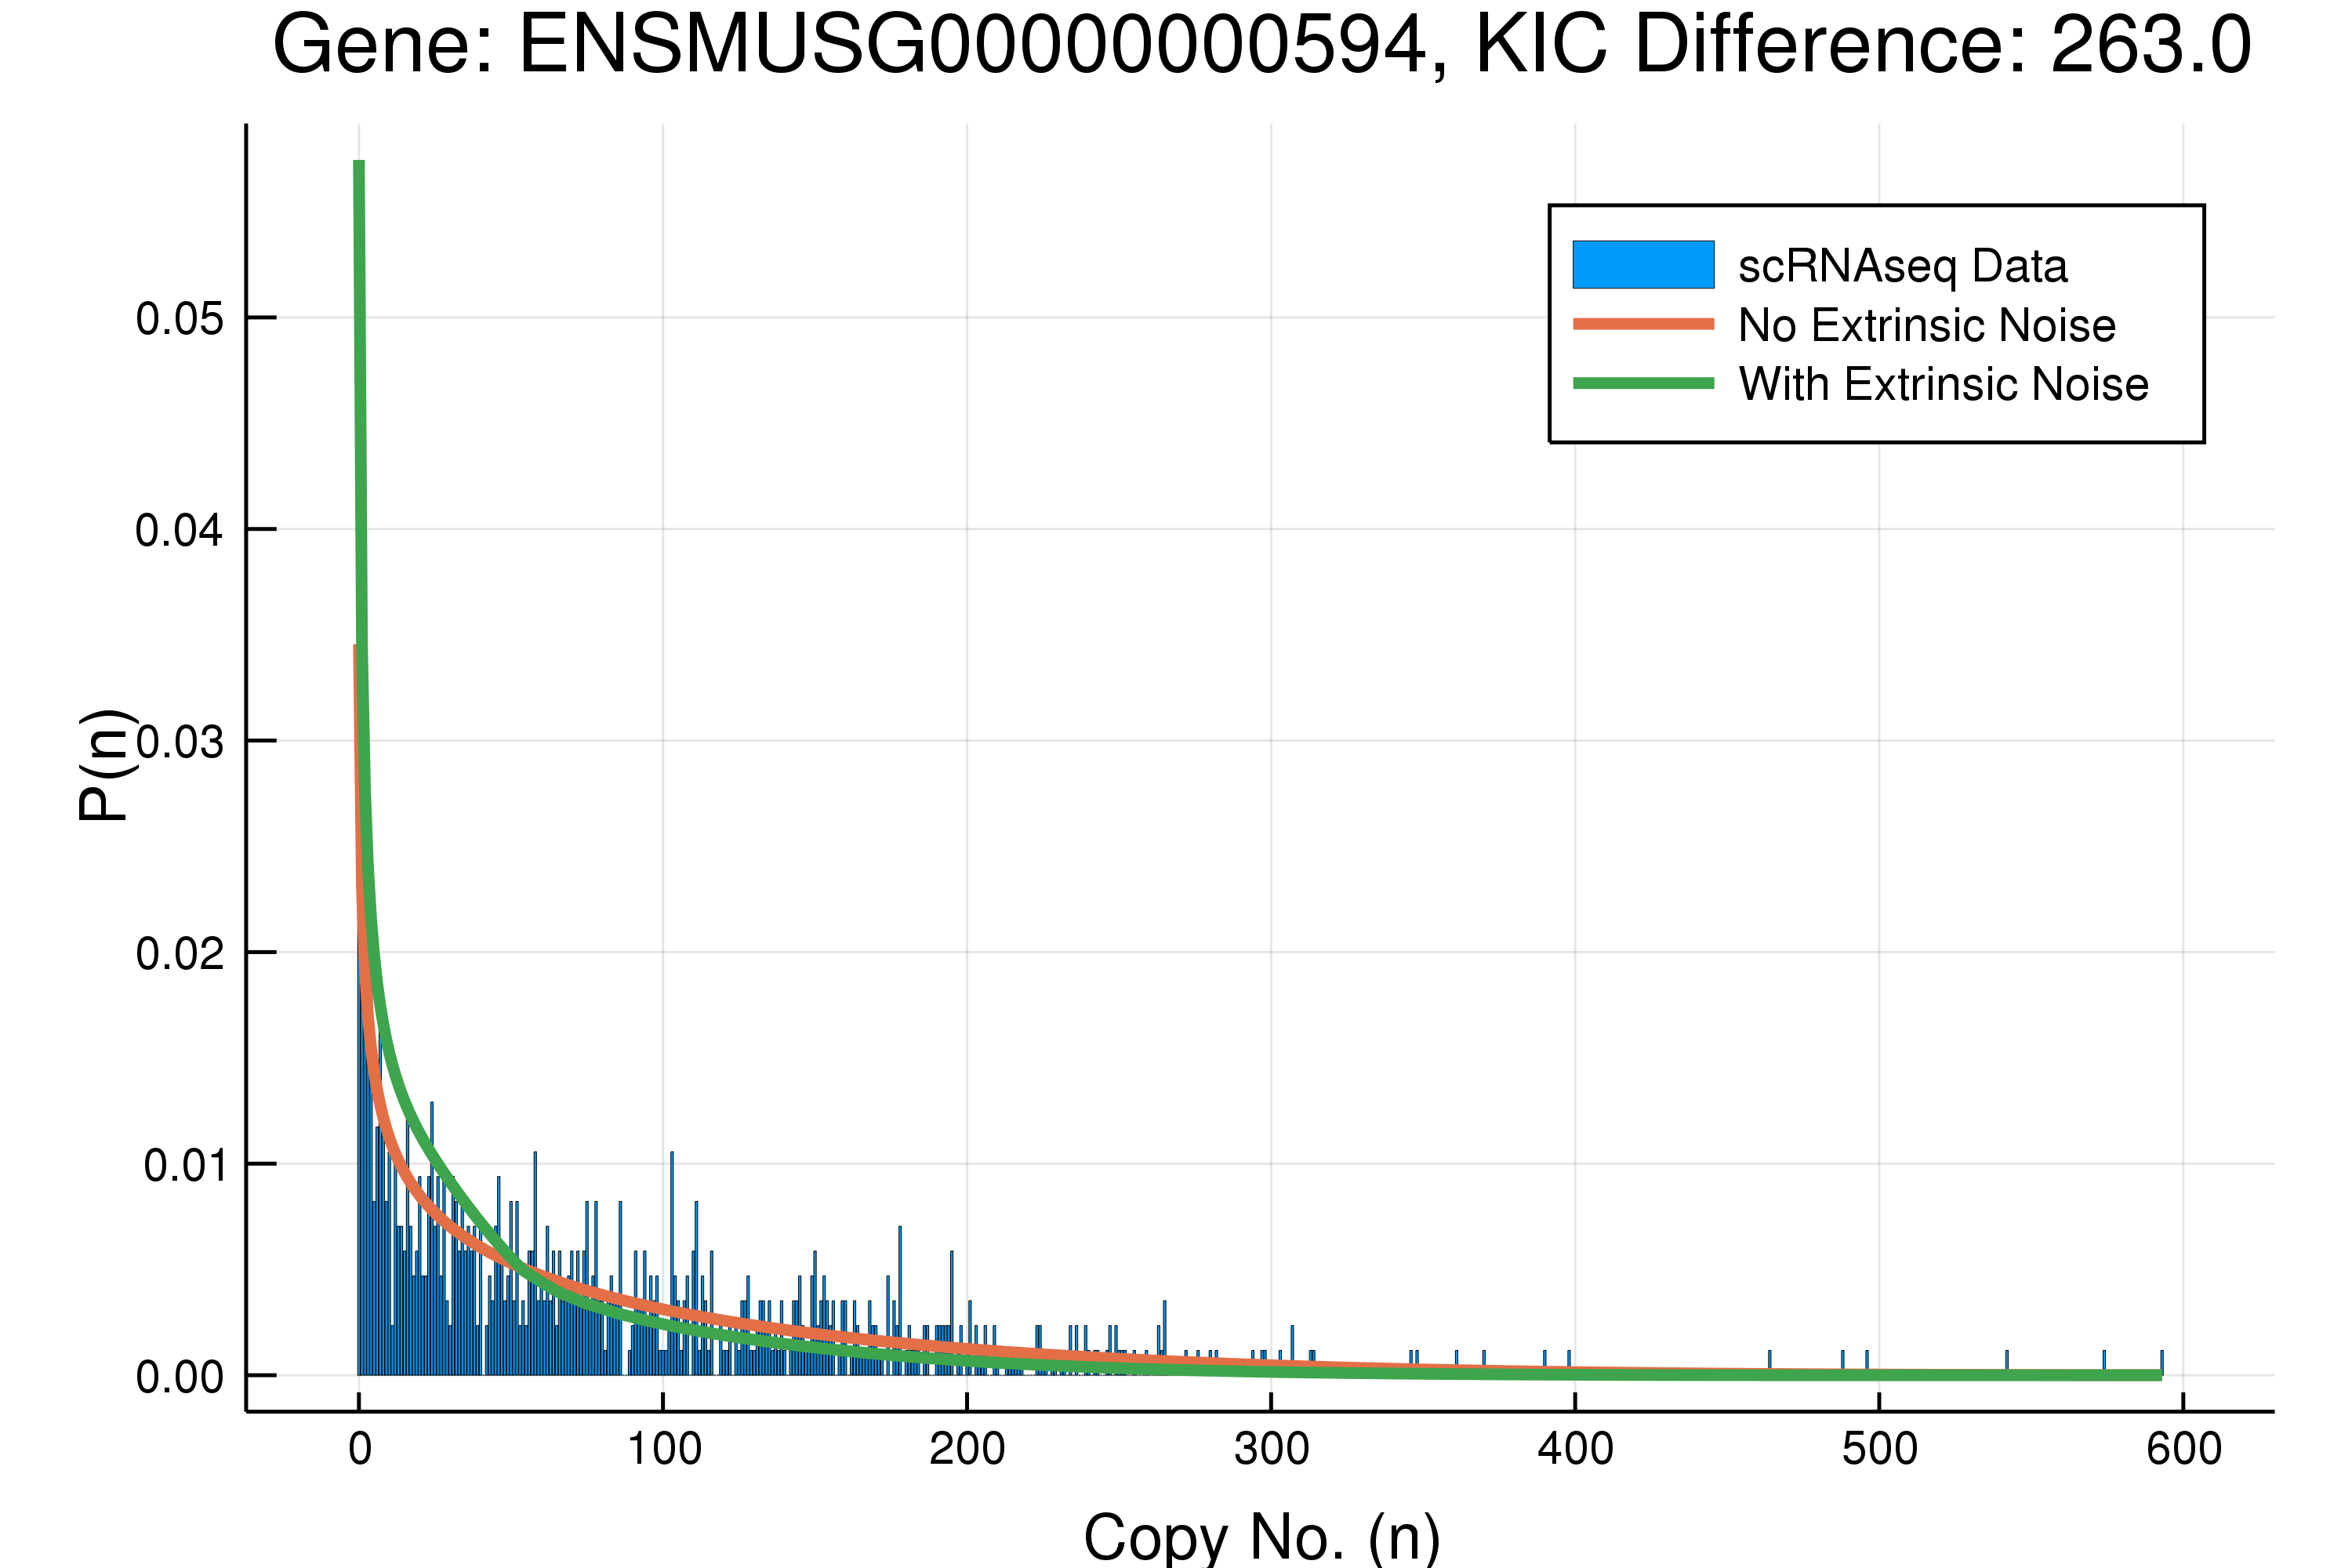 Gene: ENSMUSG00000000594, KIC Difference: 263.0
scRNAseq Data
No Extrinsic Noise
With Extrinsic Noise
P(n)
0.05
0.04
0.03
0.02
0.01
0.00
0 100 200 300 400 500 600
Copy No. (n)